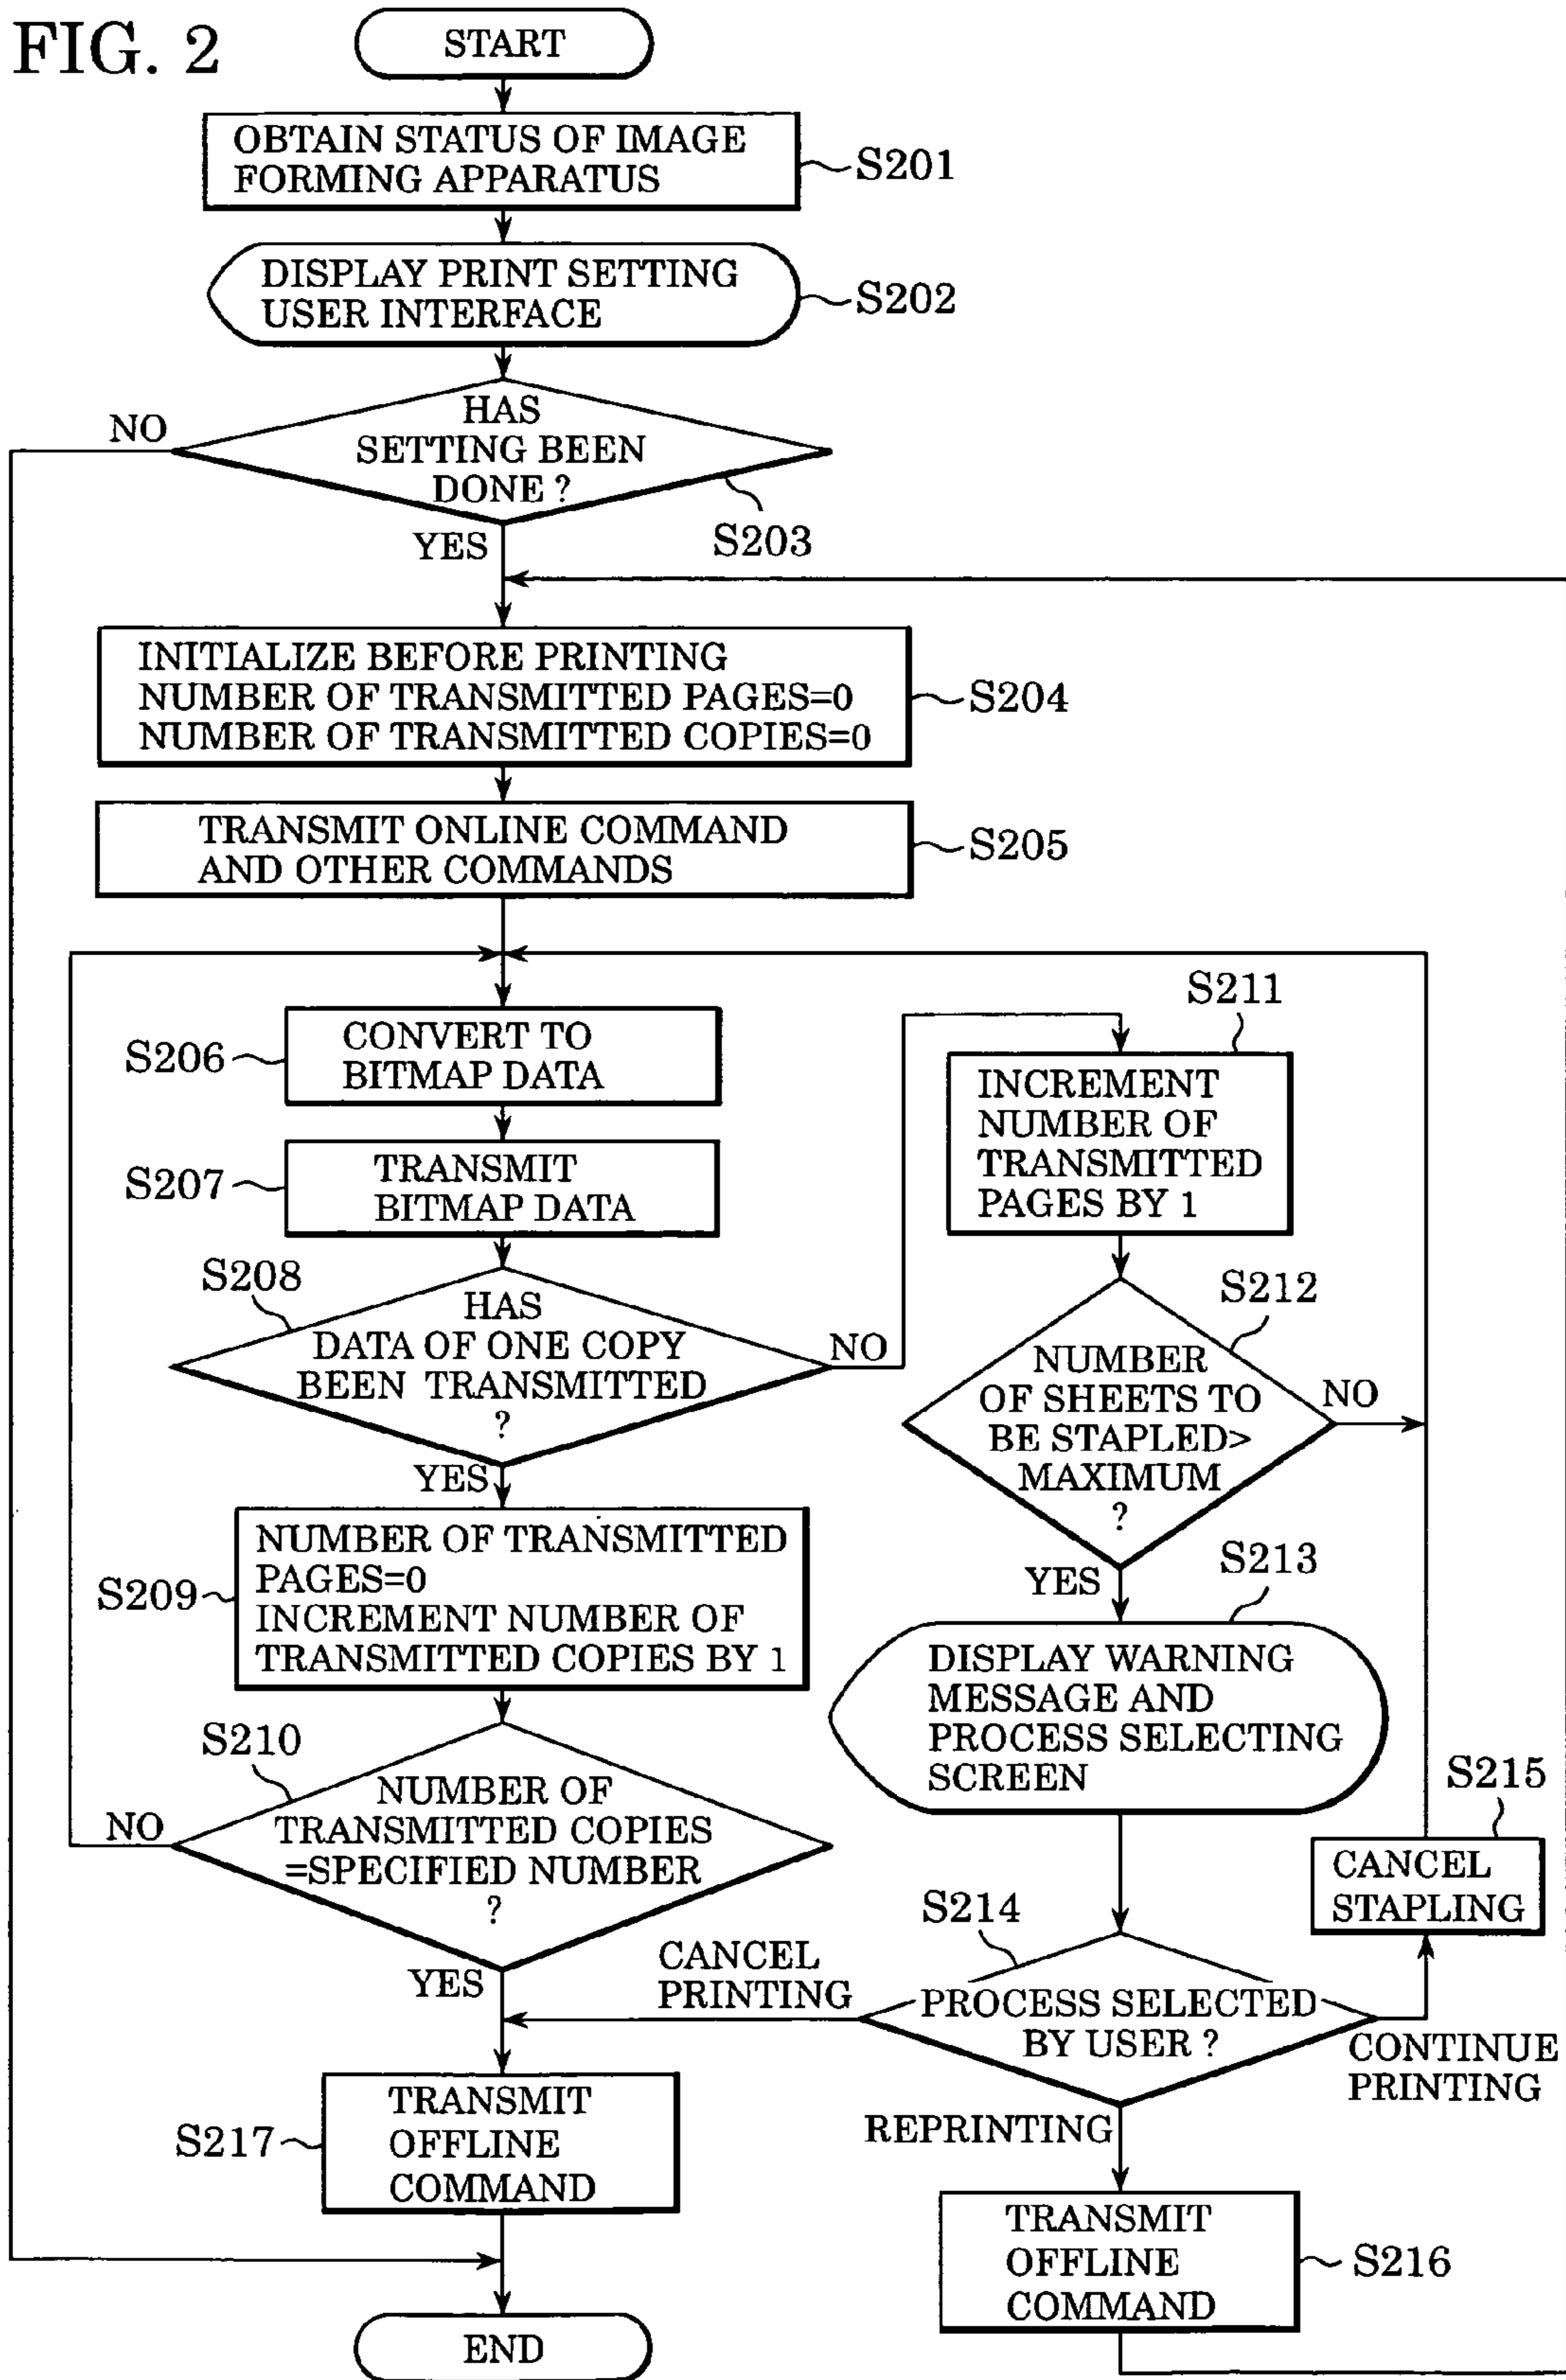 FIG. 2
START
OBTAIN STATUS OF IMAGE
FORMING APPARATUS
S201
DISPLAY PRINT SETTING
USER INTERFACE
S202
HAS
SETTING BEEN
DONE ?
NO
S203
YES
INITIALIZE BEFORE PRINTING
NUMBER OF TRANSMITTED PAGES=0
NUMBER OF TRANSMITTED COPIES=0
S204
TRANSMIT ONLINE COMMAND
AND OTHER COMMANDS
S205
S206
CONVERT TO
BITMAP DATA
S207
TRANSMIT
BITMAP DATA
S208
HAS
DATA OF ONE COPY
BEEN TRANSMITTED
?
NO
YES
S209
NUMBER OF TRANSMITTED
PAGES=0
INCREMENT NUMBER OF
TRANSMITTED COPIES BY 1
S210
NUMBER OF
TRANSMITTED COPIES
=SPECIFIED NUMBER
?
NO
YES
S211
INCREMENT
NUMBER OF
TRANSMITTED
PAGES BY 1
S212
NUMBER
OF SHEETS TO
BE STAPLED>
MAXIMUM
?
NO
YES
S213
DISPLAY WARNING
MESSAGE AND
PROCESS SELECTING
SCREEN
S215
CANCEL
STAPLING
S214
PROCESS SELECTED
BY USER ?
CANCEL
PRINTING
CONTINUE
PRINTING
REPRINTING
S217
TRANSMIT
OFFLINE
COMMAND
TRANSMIT
OFFLINE
COMMAND
S216
END